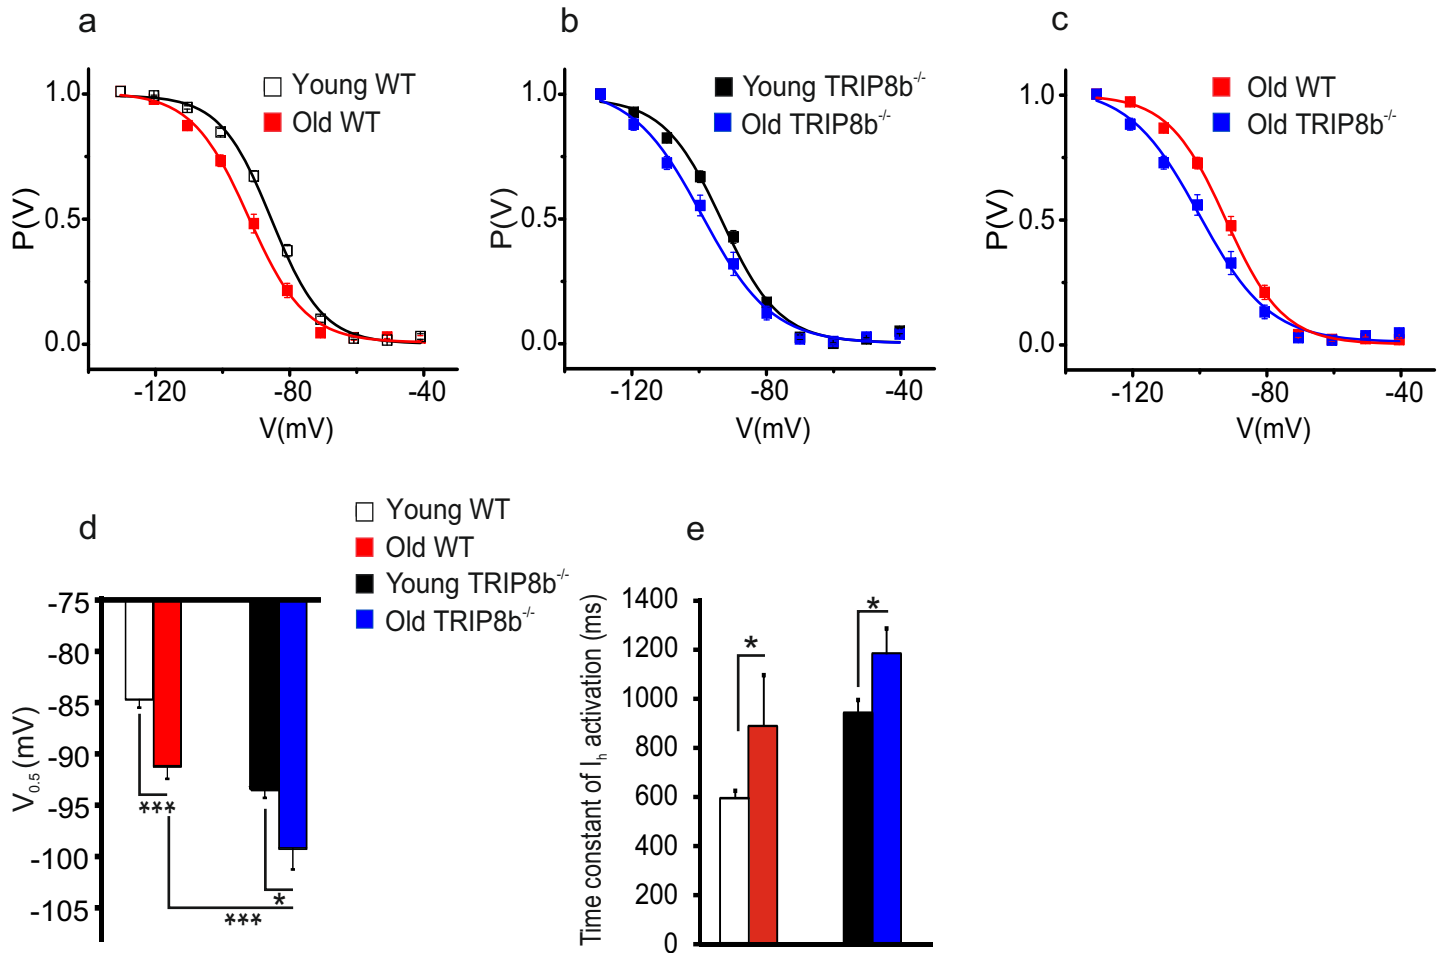 a
b
c
Young WT
Old WT
Young TRIP8b-/-
Old TRIP8b-/-
Old WT
Old TRIP8b-/-
1.0
0.5
0.0
P(V)
-120
-80
-40
V(mV)
1.0
0.5
0.0
P(V)
-120
-80
-40
V(mV)
1.0
0.5
0.0
P(V)
-120
-80
-40
V(mV)
d
Young WT
Old WT
Young TRIP8b-/-
Old TRIP8b-/-
-75
-80
-85
-90
-95
-100
-105
V0.5 (mV)
***
*
***
e
1400
1200
1000
800
600
400
200
0
Time constant of Ih activation (ms)
*
*